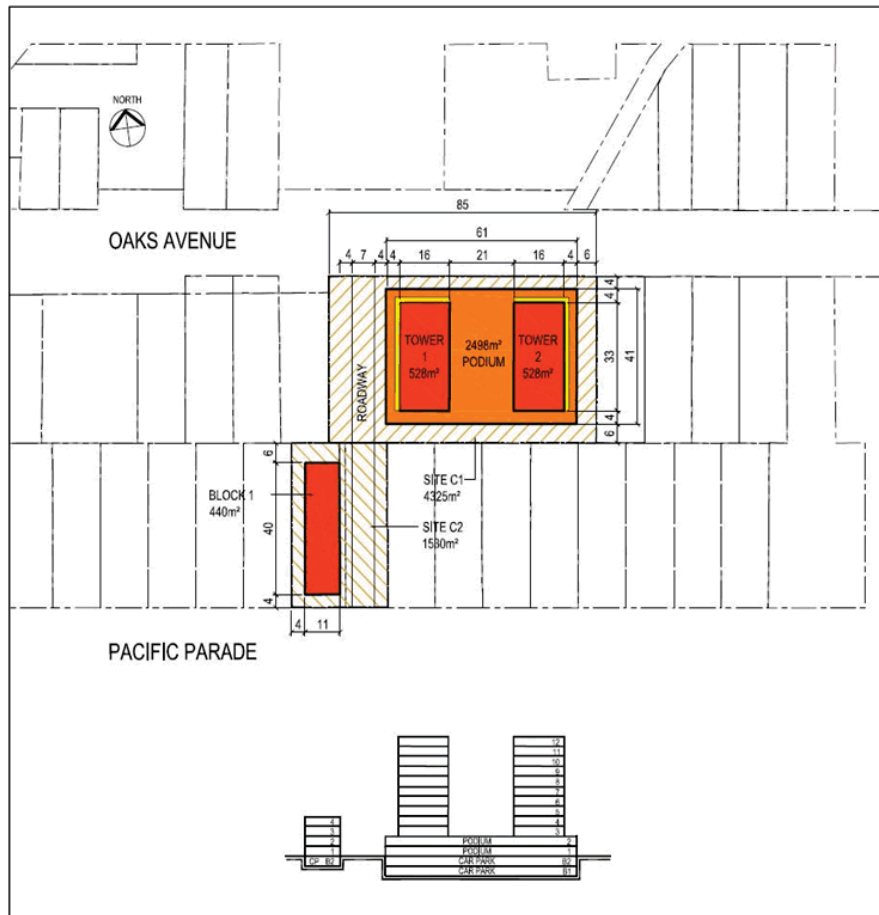 NORTH
85
OAKS AVENUE
61
4 7 4 4 16 21 16 4 6
4
4
TOWER
1
528m²
2498m²
PODIUM
TOWER
2
528m²
33
41
ROADWAY
4
6
6
SITE C1
4325m²
BLOCK 1
440m²
40
SITE C2
1530m²
4
4 11
PACIFIC PARADE
12
11
10
9
8
7
6
5
4
3
4
3
2
1
CP B2
PODIUM 2
PODIUM 1
CAR PARK B2
CAR PARK B1